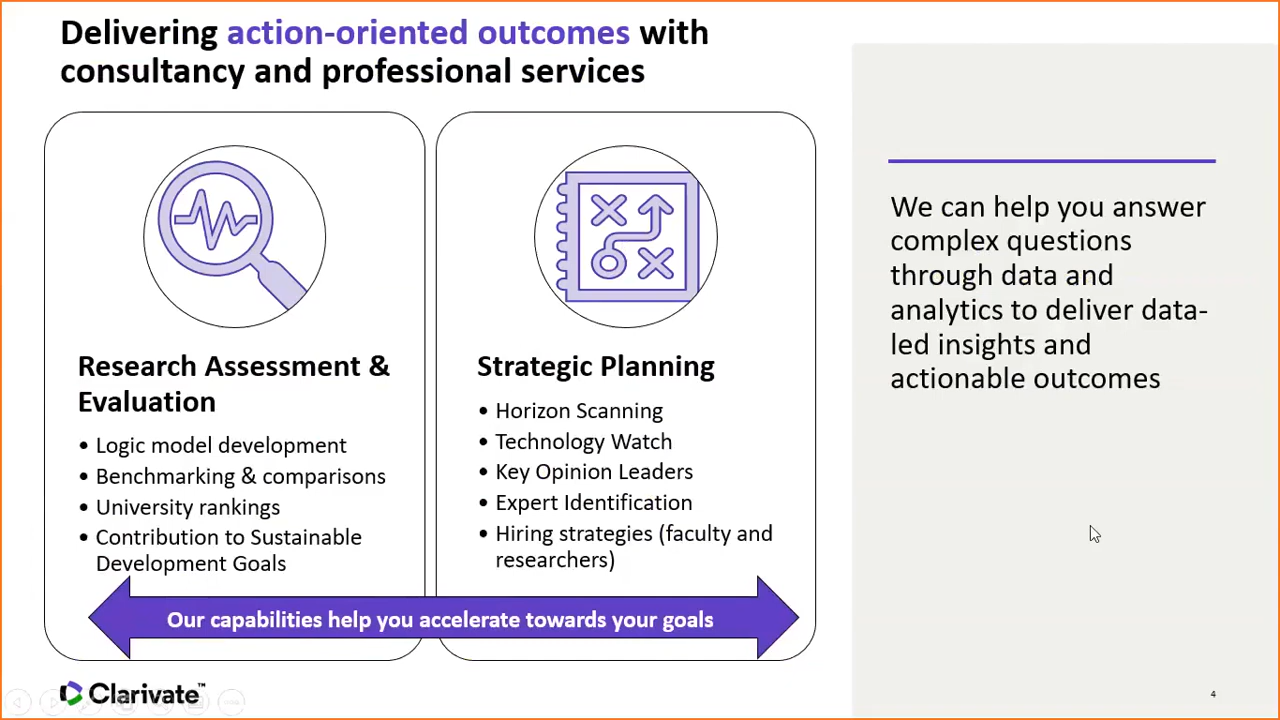 Delivering action-oriented outcomes with
consultancy and professional services
Research Assessment &
Evaluation
• Logic model development
• Benchmarking & comparisons
• University rankings
• Contribution to Sustainable
Development Goals
Strategic Planning
• Horizon Scanning
• Technology Watch
• Key Opinion Leaders
• Expert Identification
• Hiring strategies (faculty and
researchers)
Our capabilities help you accelerate towards your goals
We can help you answer
complex questions
through data and
analytics to deliver data-
led insights and
actionable outcomes
Clarivate™
4